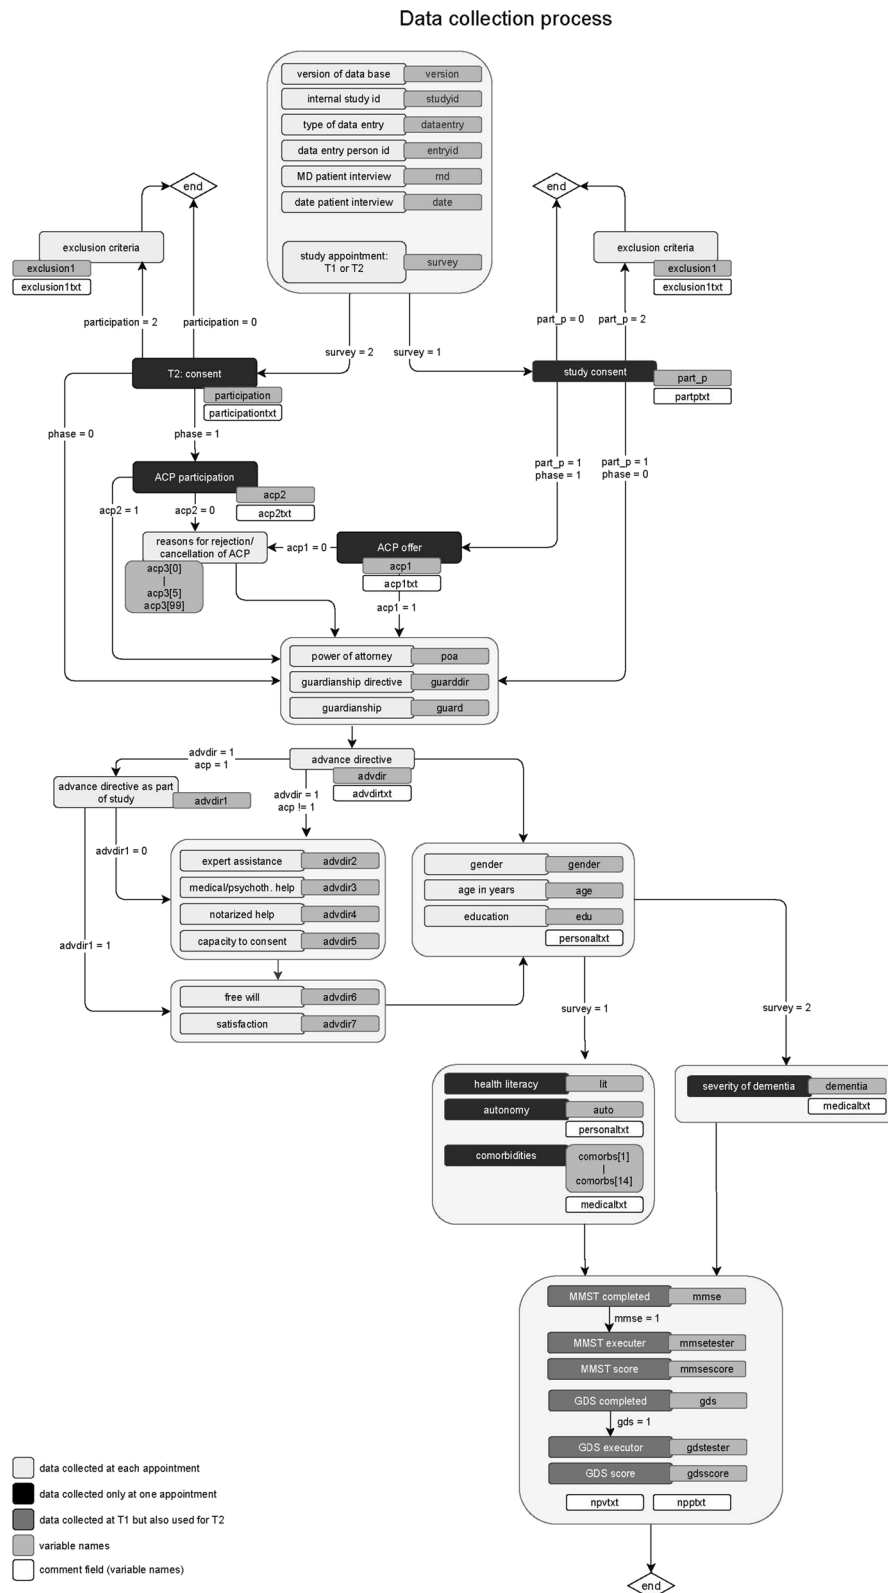 Data collection process
version of data base
version
internal study id
studyid
type of data entry
dataentry
data entry person id
entryid
MD patient interview
md
date patient interview
date
study appointment:
T1 or T2
survey
end
end
exclusion criteria
exclusion1
exclusion1txt
exclusion criteria
exclusion1
exclusion1txt
participation = 2
participation = 0
survey = 2
survey = 1
part_p = 0
part_p = 2
T2: consent
participation
participationtxt
study consent
part_p
partptxt
phase = 0
phase = 1
part_p = 1
phase = 1
part_p = 1
phase = 0
ACP participation
acp2
acp2txt
acp2 = 1
acp2 = 0
reasons for rejection/
cancellation of ACP
acp3[0]
|
acp3[5]
acp3[99]
acp1 = 0
ACP offer
acp1
acp1txt
acp1 = 1
power of attorney
poa
guardianship directive
guarddir
guardianship
guard
advdir = 1
acp = 1
advance directive
advdir
advdirtxt
advdir = 1
acp != 1
advance directive as part
of study
advdir1
advdir1 = 0
advdir1 = 1
expert assistance
advdir2
medical/psychoth. help
advdir3
notarized help
advdir4
capacity to consent
advdir5
free will
advdir6
satisfaction
advdir7
gender
gender
age in years
age
education
edu
personaltxt
survey = 1
survey = 2
health literacy
lit
autonomy
auto
personaltxt
comorbidities
comorbs[1]
|
comorbs[14]
medicaltxt
severity of dementia
dementia
medicaltxt
MMST completed
mmse
mmse = 1
MMST executer
mmsetester
MMST score
mmsescore
GDS completed
gds
gds = 1
GDS executor
gdstester
GDS score
gdsscore
npvtxt
npptxt
end
data collected at each appointment
data collected only at one appointment
data collected at T1 but also used for T2
variable names
comment field (variable names)